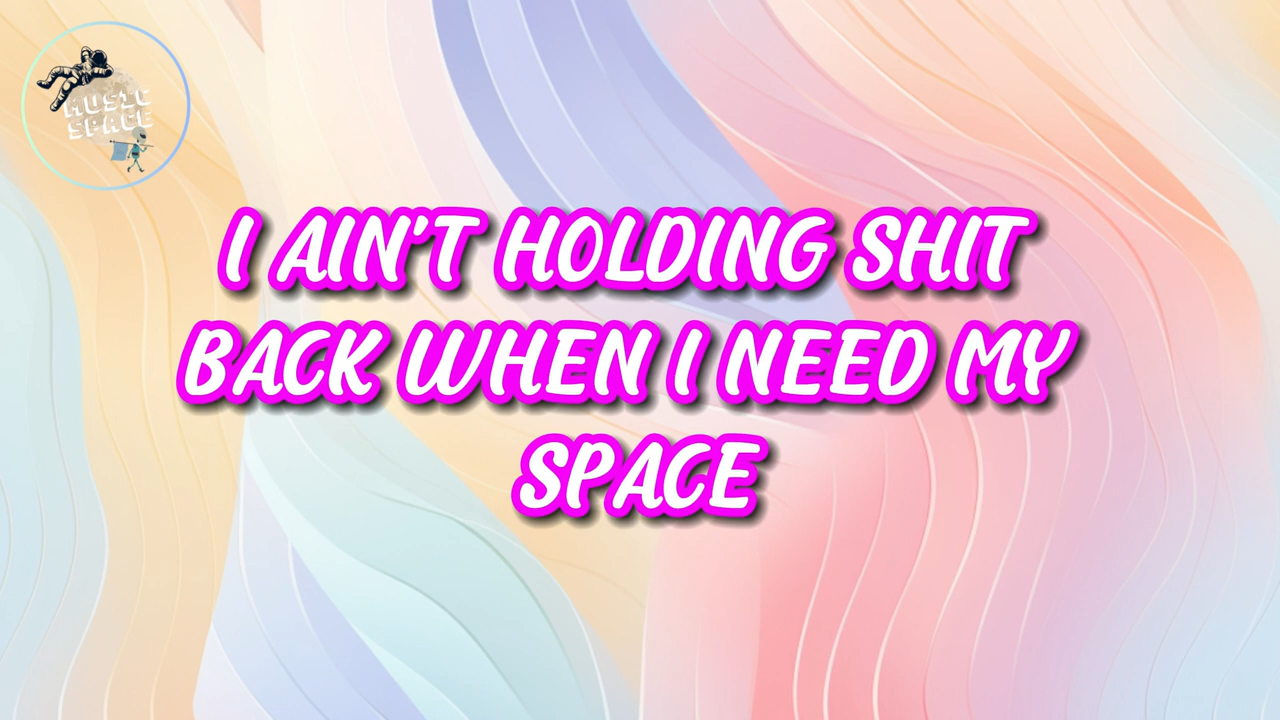 MUSIC
SPACE
I AIN'T HOLDING SHIT
BACK WHEN I NEED MY
SPACE